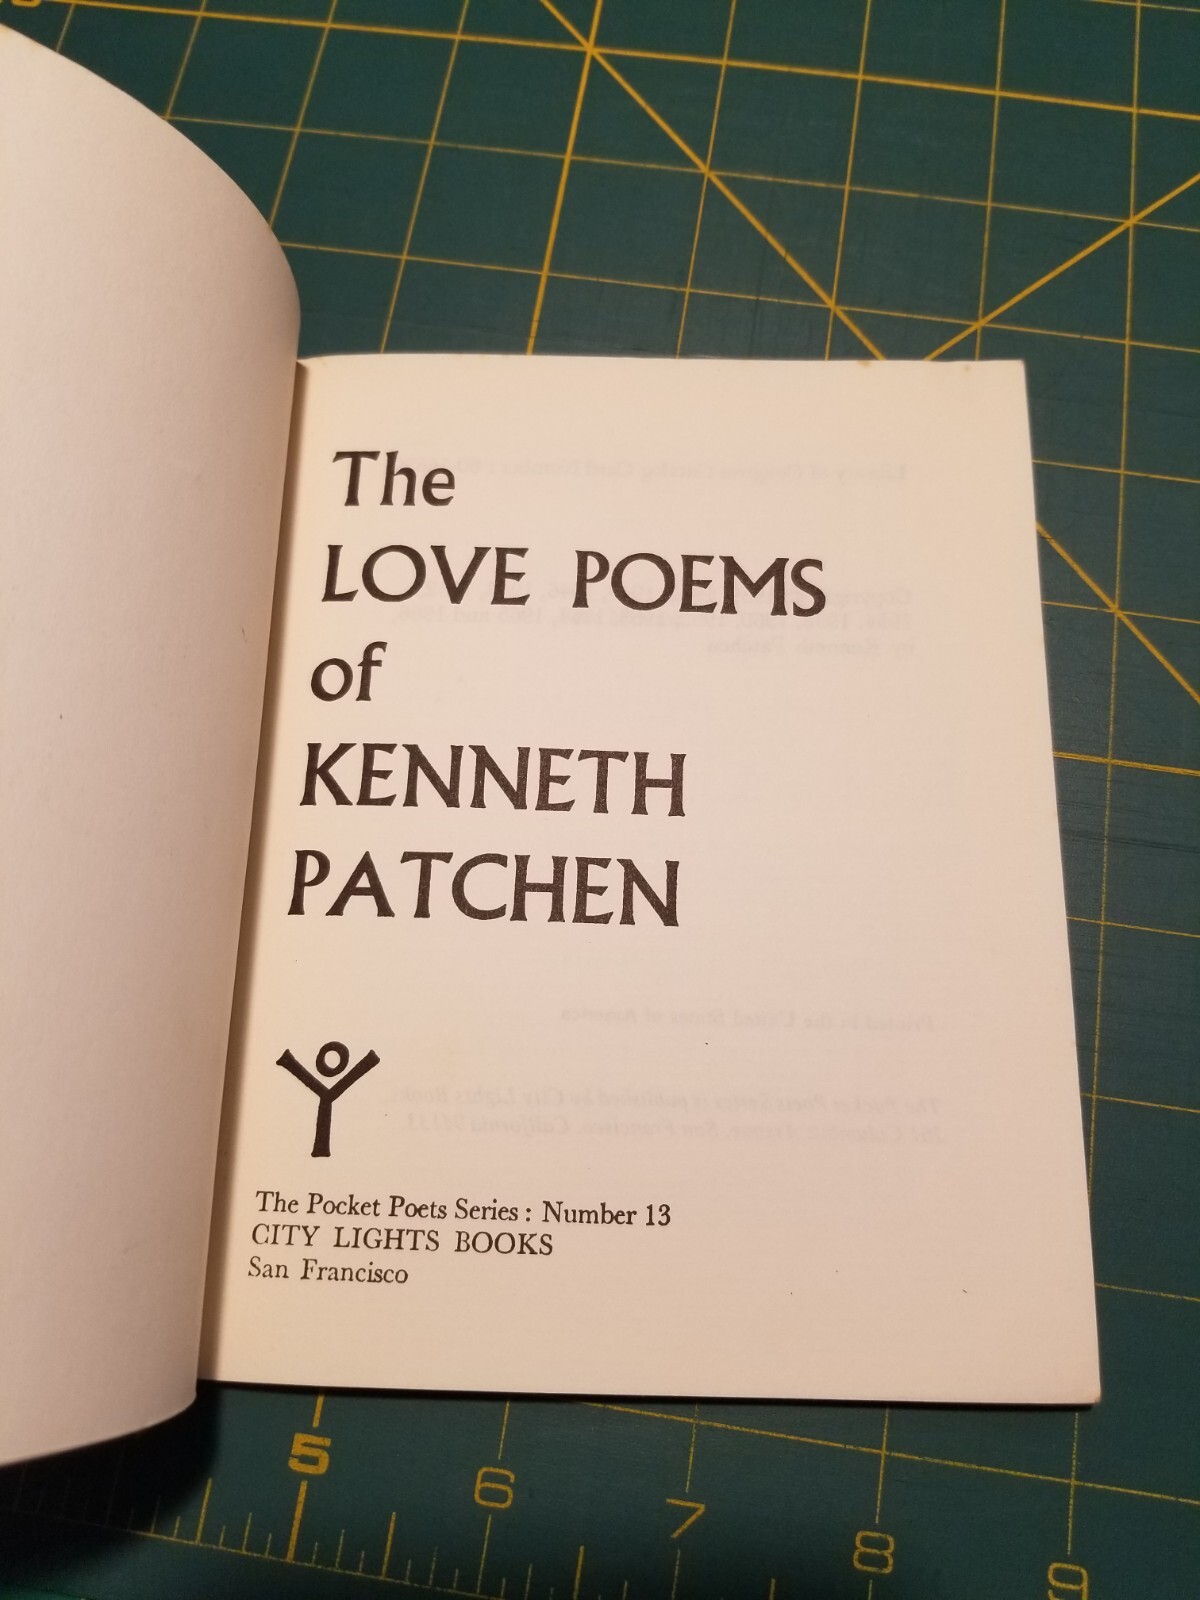 The
LOVE POEMS
of
KENNETH
PATCHEN
The Pocket Poets Series : Number 13
CITY LIGHTS BOOKS
San Francisco
5
6
7
8
9